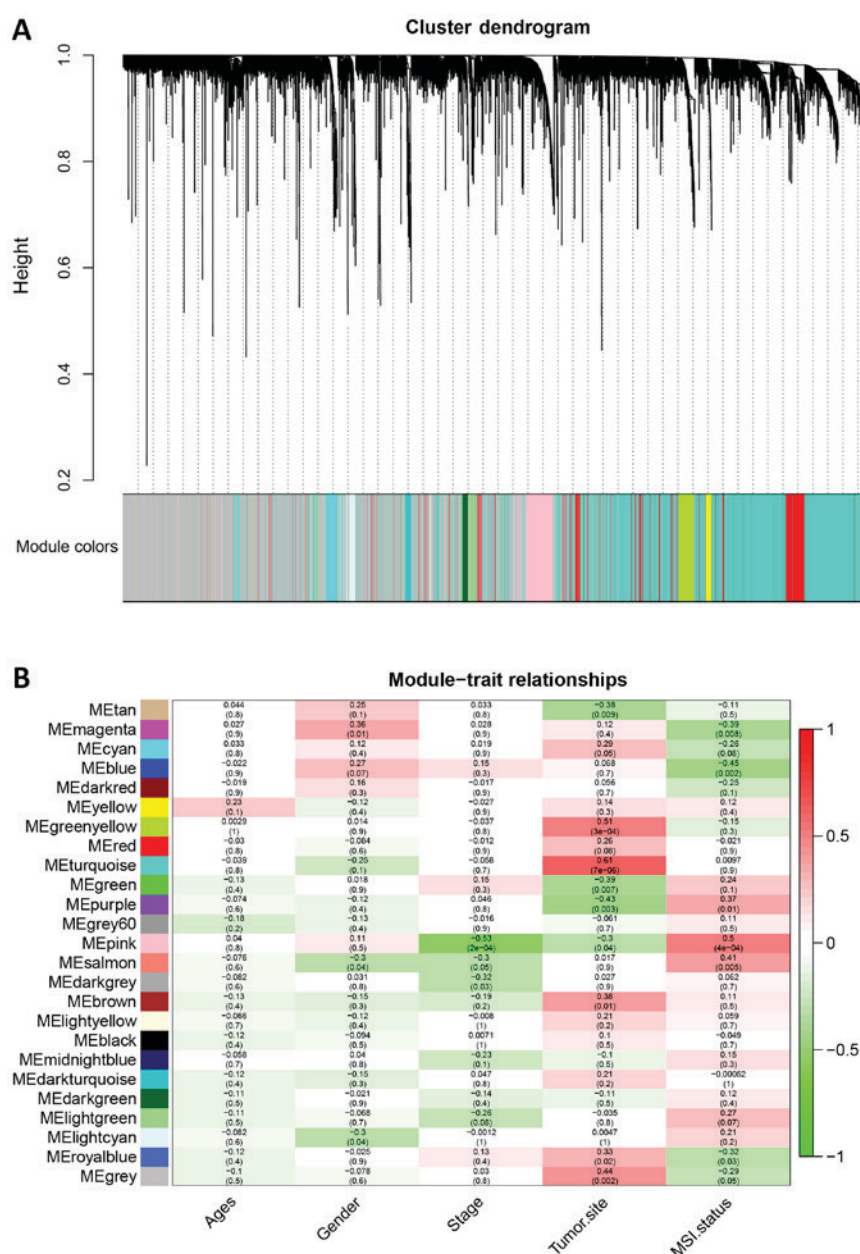 A
Cluster dendrogram
Height
1.0
0.8
0.6
0.4
0.2
Module colors
B
Module−trait relationships
MEtan 0.044 0.25 0.033 −0.38 −0.11
(0.8) (0.1) (0.8) (0.009) (0.5)
MEmagenta 0.027 0.36 0.028 0.12 −0.39
(0.9) (0.01) (0.9) (0.4) (0.008)
MEcyan 0.033 0.12 0.019 0.29 −0.26
(0.8) (0.4) (0.9) (0.05) (0.08)
MEblue −0.022 0.27 0.15 0.068 −0.45
(0.9) (0.07) (0.3) (0.7) (0.002)
MEdarkred −0.019 0.16 −0.017 0.056 −0.25
(0.9) (0.3) (0.9) (0.7) (0.1)
MEyellow 0.23 −0.12 −0.027 0.14 0.12
(0.1) (0.4) (0.9) (0.3) (0.4)
MEgreenyellow 0.0029 0.014 −0.037 0.51 −0.15
(1) (0.9) (0.8) (3e−04) (0.3)
MEred −0.03 −0.084 −0.012 0.26 −0.021
(0.8) (0.6) (0.9) (0.08) (0.9)
MEturquoise −0.039 −0.25 −0.056 0.61 0.0097
(0.8) (0.1) (0.7) (7e−06) (0.9)
MEgreen −0.13 0.018 0.15 −0.39 0.24
(0.4) (0.9) (0.3) (0.007) (0.1)
MEpurple −0.074 −0.12 0.046 −0.43 0.37
(0.6) (0.4) (0.8) (0.003) (0.01)
MEgrey60 −0.18 −0.13 −0.016 −0.061 0.11
(0.2) (0.4) (0.9) (0.7) (0.5)
MEpink 0.04 0.11 −0.53 −0.3 0.5
(0.8) (0.5) (2e−04) (0.04) (4e−04)
MEsalmon −0.076 −0.3 −0.3 0.017 0.41
(0.6) (0.04) (0.05) (0.9) (0.005)
MEdarkgrey −0.082 0.031 −0.32 0.027 0.062
(0.6) (0.8) (0.03) (0.9) (0.7)
MEbrown −0.13 −0.15 −0.19 0.38 0.11
(0.4) (0.3) (0.2) (0.01) (0.5)
MElightyellow −0.066 −0.12 −0.008 0.21 0.059
(0.7) (0.4) (1) (0.2) (0.7)
MEblack −0.12 −0.094 0.0071 0.1 −0.049
(0.4) (0.5) (1) (0.5) (0.7)
MEmidnightblue −0.058 0.04 −0.23 −0.1 0.15
(0.7) (0.8) (0.1) (0.5) (0.3)
MEdarkturquoise −0.12 −0.15 0.047 0.21 −0.00062
(0.4) (0.3) (0.8) (0.2) (1)
MEdarkgreen −0.11 −0.021 −0.14 −0.11 0.12
(0.5) (0.9) (0.4) (0.5) (0.4)
MElightgreen −0.11 −0.068 −0.26 −0.035 0.27
(0.5) (0.7) (0.08) (0.8) (0.07)
MElightcyan −0.082 −0.3 −0.0012 0.0047 0.21
(0.6) (0.04) (1) (1) (0.2)
MEroyalblue −0.12 −0.025 0.13 0.33 −0.32
(0.4) (0.9) (0.4) (0.02) (0.03)
MEgrey −0.1 −0.078 0.03 0.44 −0.29
(0.5) (0.6) (0.8) (0.002) (0.05)
1
0.5
0
−0.5
−1
Ages
Gender
Stage
Tumor.site
MSI.status